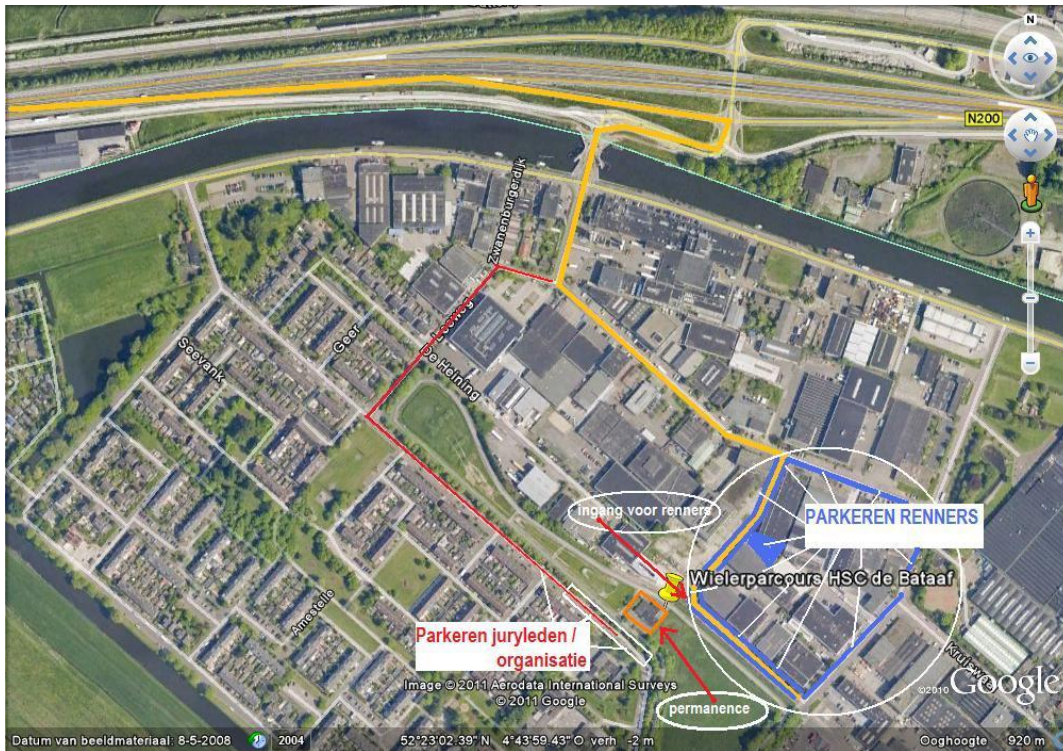 N
N200
Zwanenburgerdijk
De Heining
Geer
Seevank
Amestelle
ingang voor renners
PARKEREN RENNERS
Wielerparcours HSC de Bataaf
Parkeren juryleden /
organisatie
permanence
Image © 2011 Aerodata International Surveys
© 2011 Google
©2010 Google
Datum van beeldmateriaal: 8-5-2008
2004
52°23'02.39" N 4°43'59.43" O verh -2 m
Ooghoogte 920 m